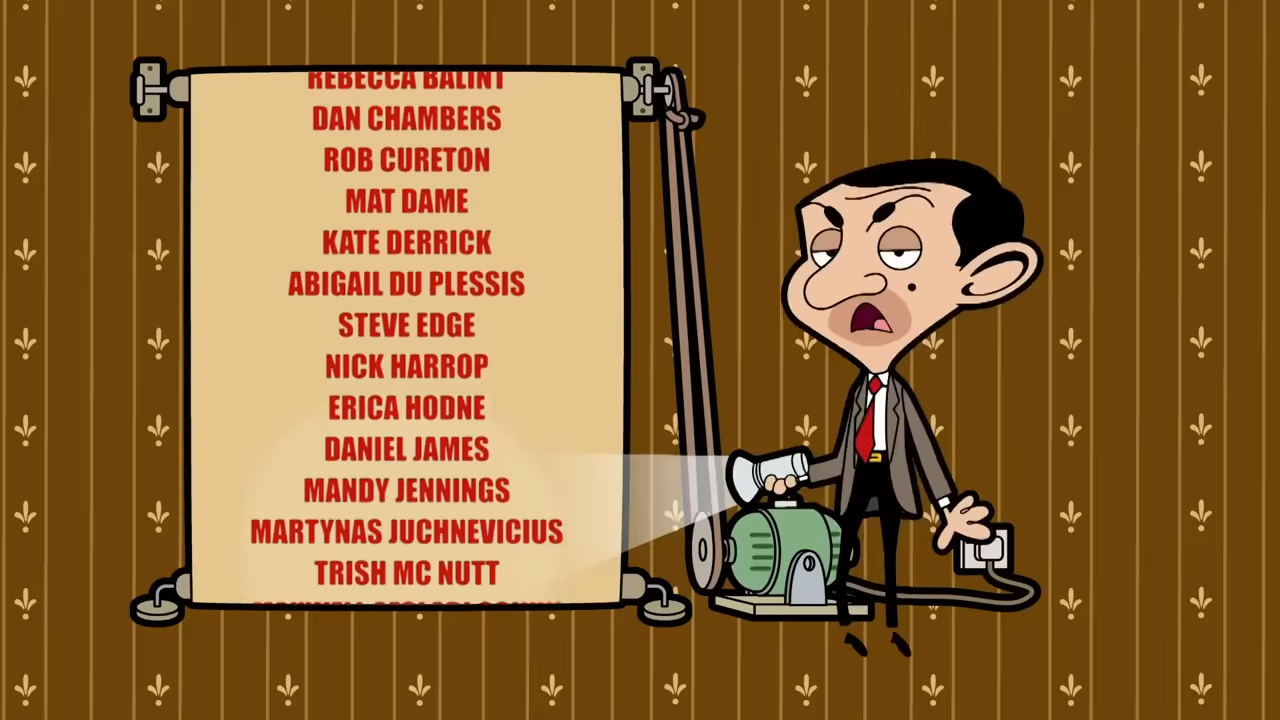 REBECCA BALINT
DAN CHAMBERS
ROB CURETON
MAT DAME
KATE DERRICK
ABIGAIL DU PLESSIS
STEVE EDGE
NICK HARROP
ERICA HODNE
DANIEL JAMES
MANDY JENNINGS
MARTYNAS JUCHNEVICIUS
TRISH MC NUTT